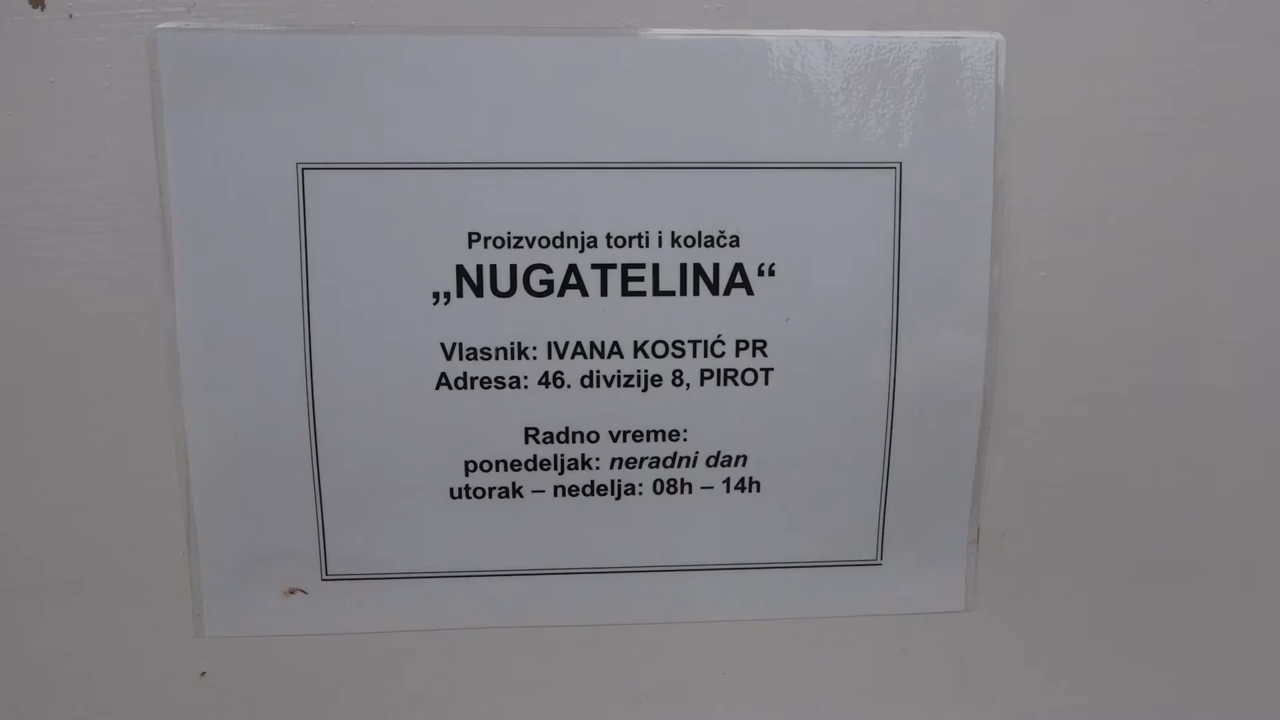 Proizvodnja torti i kolača
„NUGATELINA“
Vlasnik: IVANA KOSTIĆ PR
Adresa: 46. divizije 8, PIROT
Radno vreme:
ponedeljak: neradni dan
utorak – nedelja: 08h – 14h